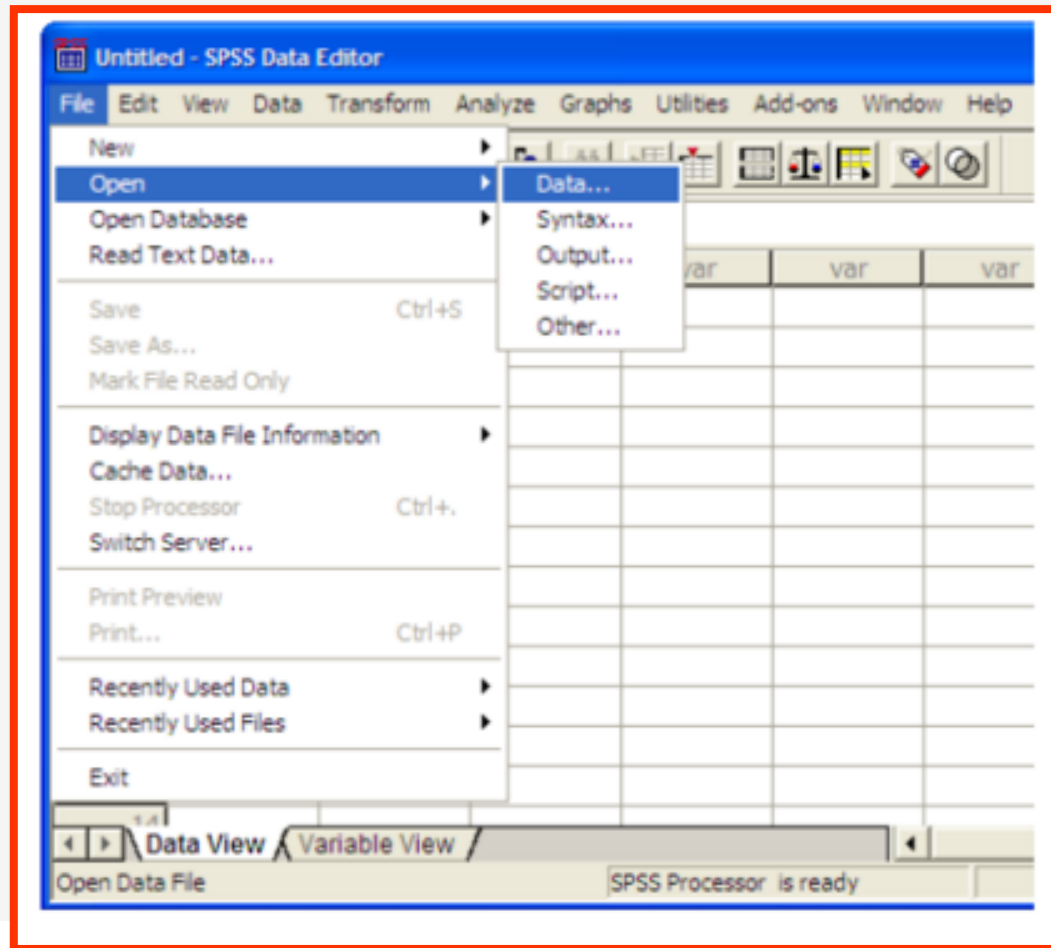 Untitled - SPSS Data Editor
File Edit View Data Transform Analyze Graphs Utilities Add-ons Window Help
New
Open
Open Database
Read Text Data...
Save Ctrl+S
Save As...
Mark File Read Only
Display Data File Information
Cache Data...
Stop Processor Ctrl+.
Switch Server...
Print Preview
Print... Ctrl+P
Recently Used Data
Recently Used Files
Exit
Data...
Syntax...
Output...
Script...
Other...
var var var
14
Data View Variable View
Open Data File SPSS Processor is ready